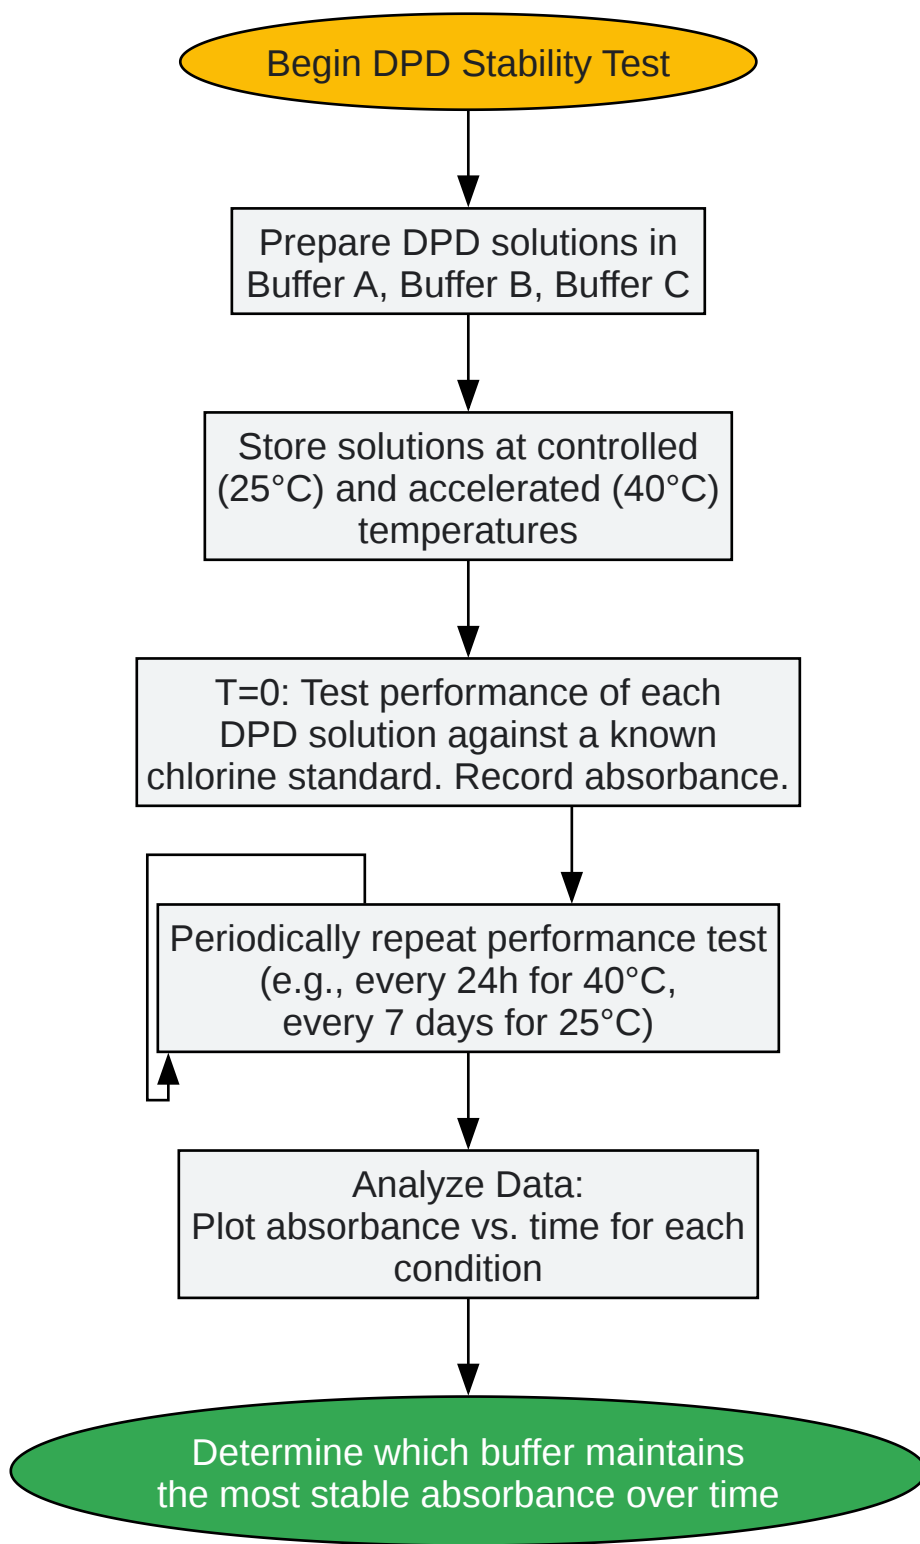 Begin DPD Stability Test
Prepare DPD solutions in
Buffer A, Buffer B, Buffer C
Store solutions at controlled
(25°C) and accelerated (40°C)
temperatures
T=0: Test performance of each
DPD solution against a known
chlorine standard. Record absorbance.
Periodically repeat performance test
(e.g., every 24h for 40°C,
every 7 days for 25°C)
Analyze Data:
Plot absorbance vs. time for each
condition
Determine which buffer maintains
the most stable absorbance over time